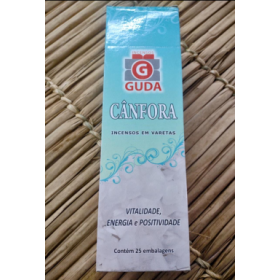 G
GUDA
CÂNFORA
INCENSOS EM VARETAS
VITALIDADE,
ENERGIA e POSITIVIDADE
Contém 25 embalagens